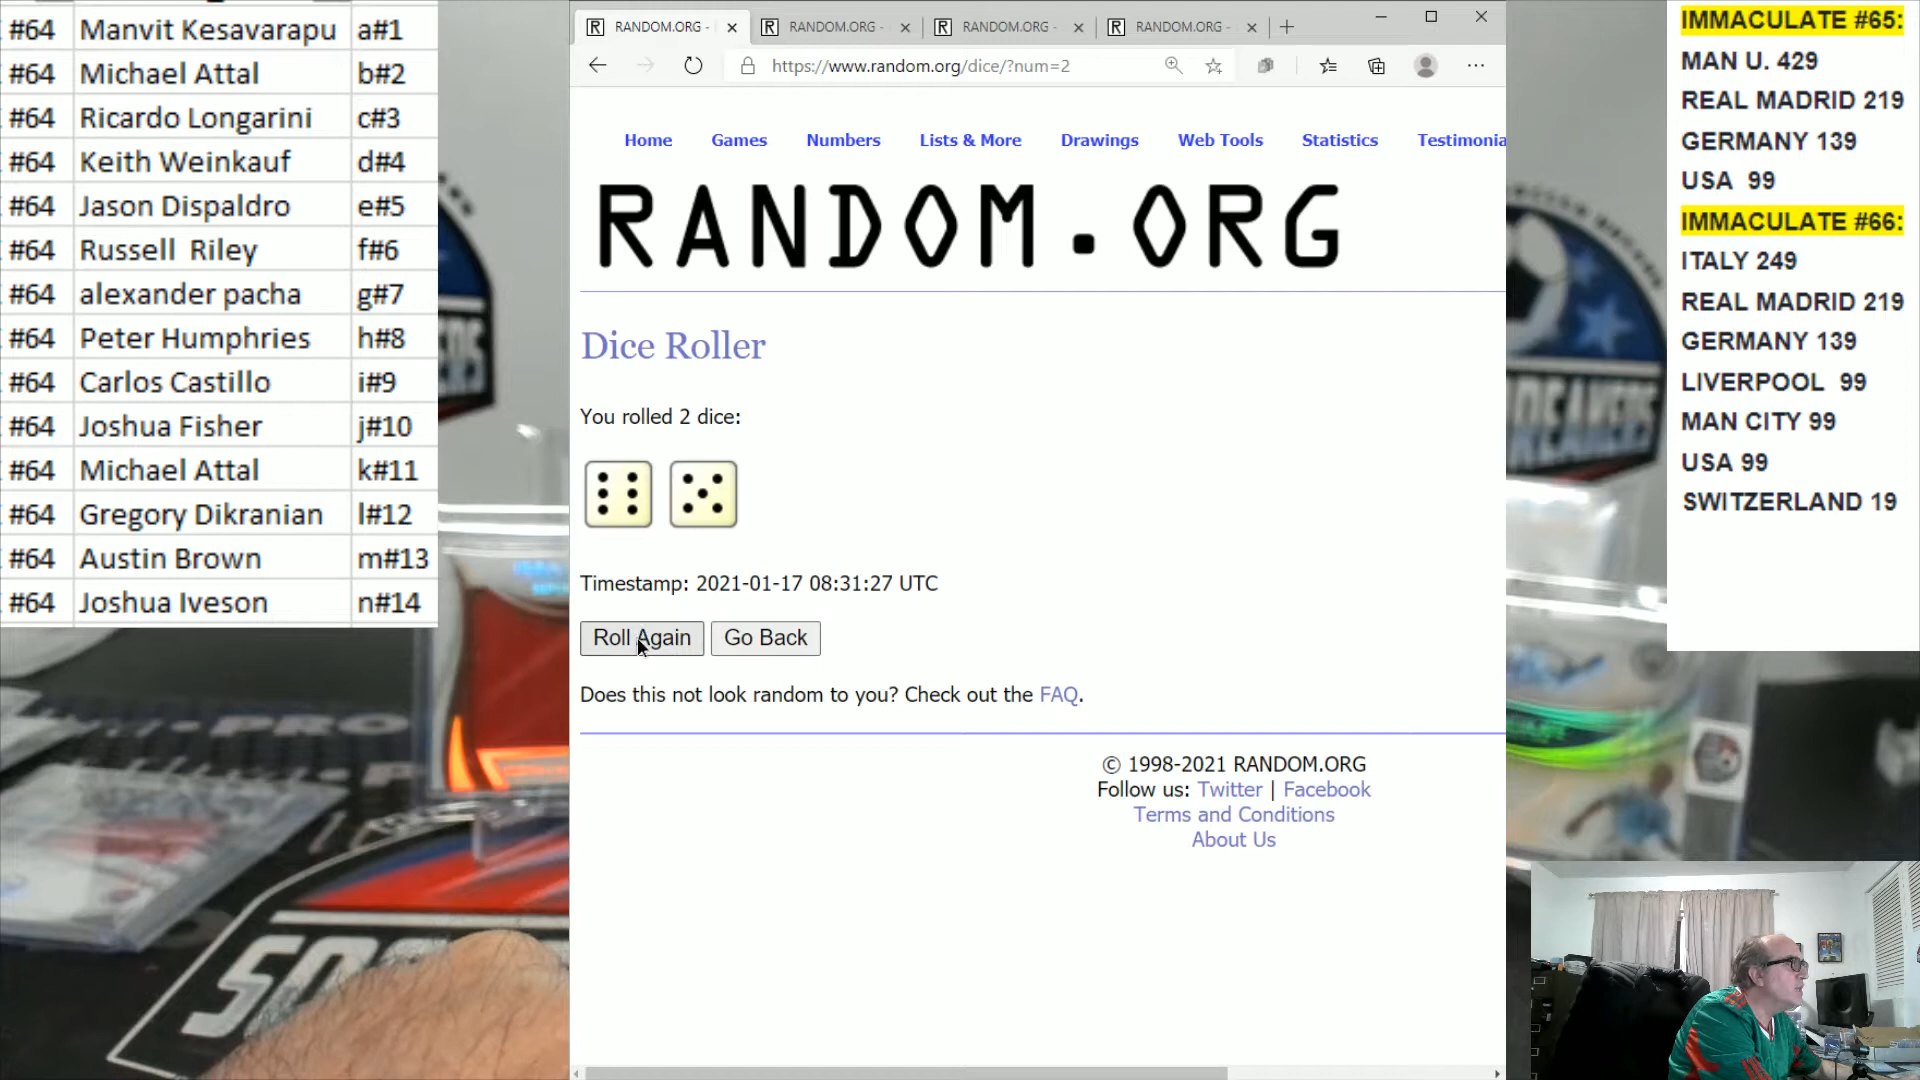 #64 Manvit Kesavarapu a#1
#64 Michael Attal b#2
#64 Ricardo Longarini c#3
#64 Keith Weinkauf d#4
#64 Jason Dispaldro e#5
#64 Russell Riley f#6
#64 alexander pacha g#7
#64 Peter Humphries h#8
#64 Carlos Castillo i#9
#64 Joshua Fisher j#10
#64 Michael Attal k#11
#64 Gregory Dikranian l#12
#64 Austin Brown m#13
#64 Joshua Iveson n#14
RANDOM.ORG - RANDOM.ORG - RANDOM.ORG - RANDOM.ORG -
https://www.random.org/dice/?num=2
Home Games Numbers Lists & More Drawings Web Tools Statistics Testimonia
RANDOM.ORG
Dice Roller
You rolled 2 dice:
Timestamp: 2021-01-17 08:31:27 UTC
Roll Again Go Back
Does this not look random to you? Check out the FAQ.
© 1998-2021 RANDOM.ORG
Follow us: Twitter | Facebook
Terms and Conditions
About Us
IMMACULATE #65:
MAN U. 429
REAL MADRID 219
GERMANY 139
USA 99
IMMACULATE #66:
ITALY 249
REAL MADRID 219
GERMANY 139
LIVERPOOL 99
MAN CITY 99
USA 99
SWITZERLAND 19